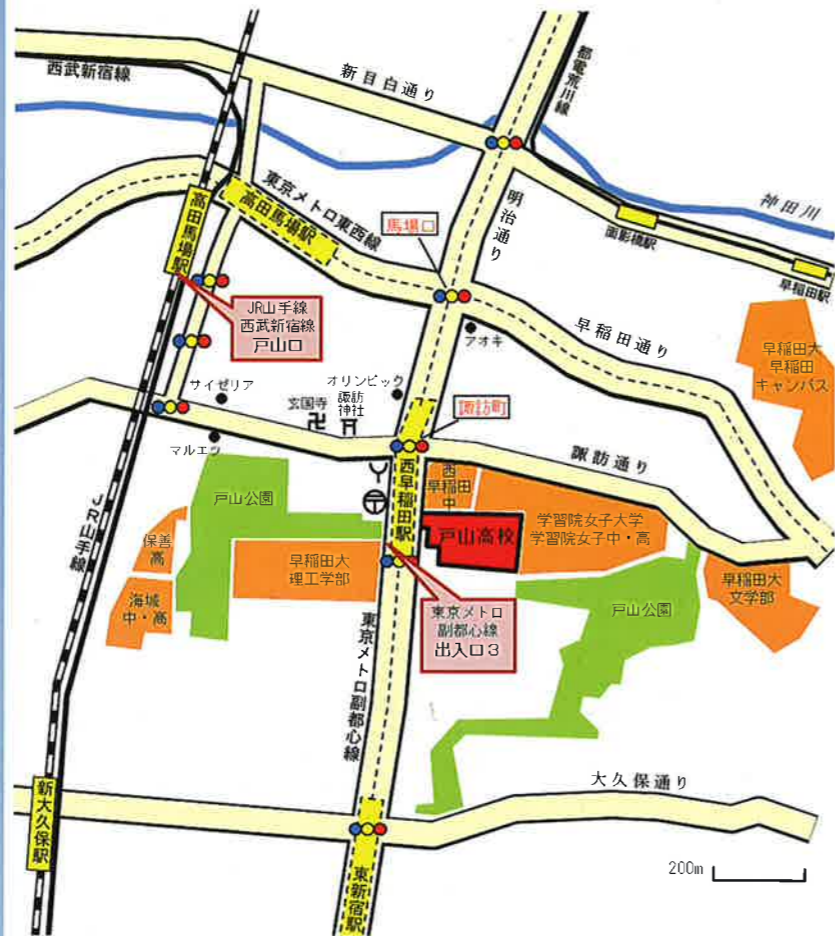 西武新宿線
新目白通り
都電荒川線
神田川
面影橋駅
早稲田駅
高田馬場駅
東京メトロ東西線
高田馬場駅
馬場口
明治通り
JR山手線
西武新宿線
戸山口
アオキ
早稲田通り
早稲田大
早稲田
キャンパス
サイゼリア
オリンピック
玄国寺
卍
諏訪
神社
諏訪町
マルエツ
諏訪通り
西早稲田駅
西
早稲田
中
戸山公園
〒
戸山高校
学習院女子大学
学習院女子中・高
JR山手線
保善
高
早稲田大
理工学部
海城
中・高
東京メトロ
副都心線
出入口3
戸山公園
早稲田大
文学部
東京メトロ副都心線
大久保通り
新大久保駅
東新宿駅
200m